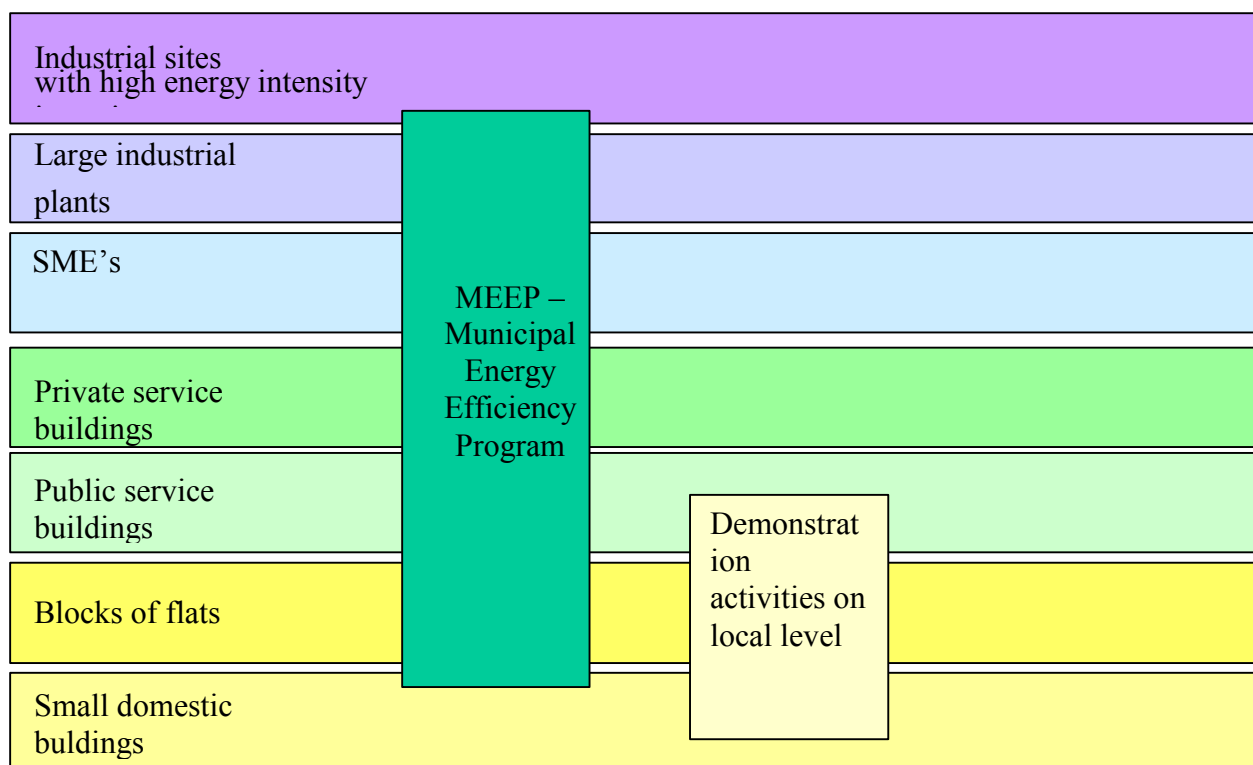 Industrial sites
with high energy intensity
Large industrial
plants
SME’s
MEEP –
Municipal
Energy
Efficiency
Program
Private service
buildings
Public service
buildings
Demonstrat
ion
activities on
local level
Blocks of flats
Small domestic
buldings